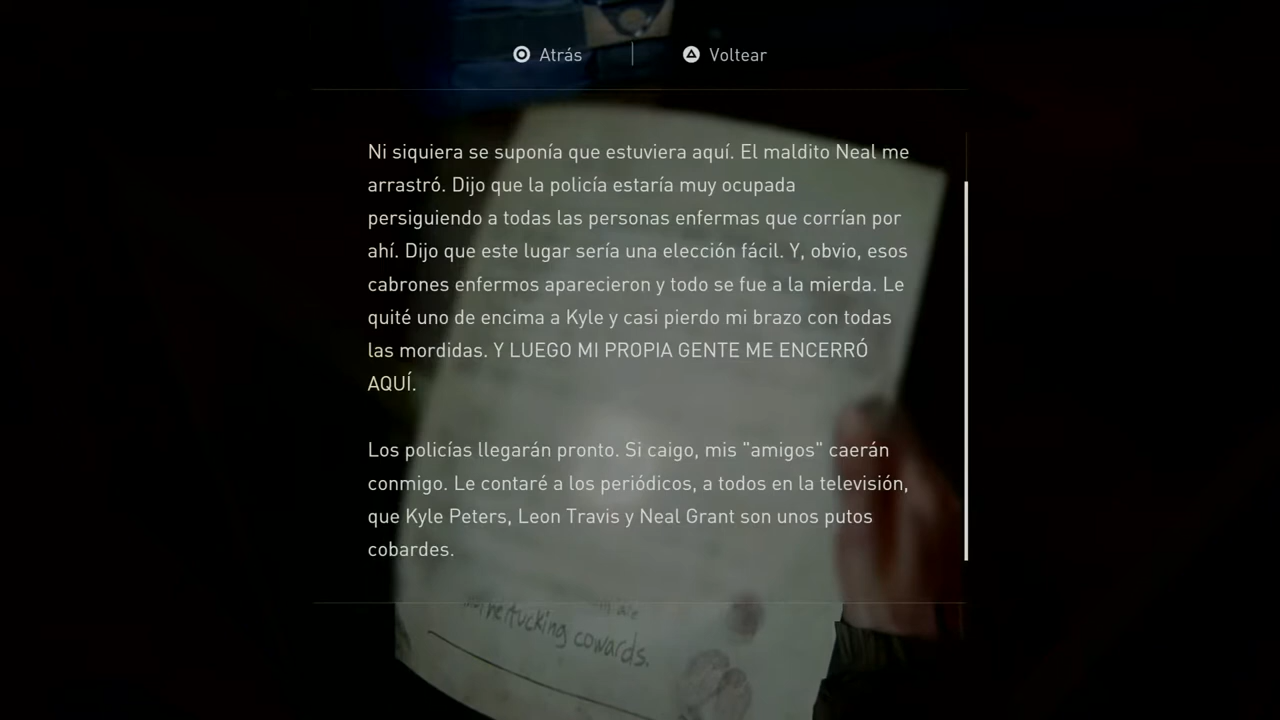 Atrás
Voltear
Ni siquiera se suponía que estuviera aquí. El maldito Neal me
arrastró. Dijo que la policía estaría muy ocupada
persiguiendo a todas las personas enfermas que corrían por
ahí. Dijo que este lugar sería una elección fácil. Y, obvio, esos
cabrones enfermos aparecieron y todo se fue a la mierda. Le
quité uno de encima a Kyle y casi pierdo mi brazo con todas
las mordidas. Y LUEGO MI PROPIA GENTE ME ENCERRÓ
AQUÍ.
Los policías llegarán pronto. Si caigo, mis "amigos" caerán
conmigo. Le contaré a los periódicos, a todos en la televisión,
que Kyle Peters, Leon Travis y Neal Grant son unos putos
cobardes.
cowards.